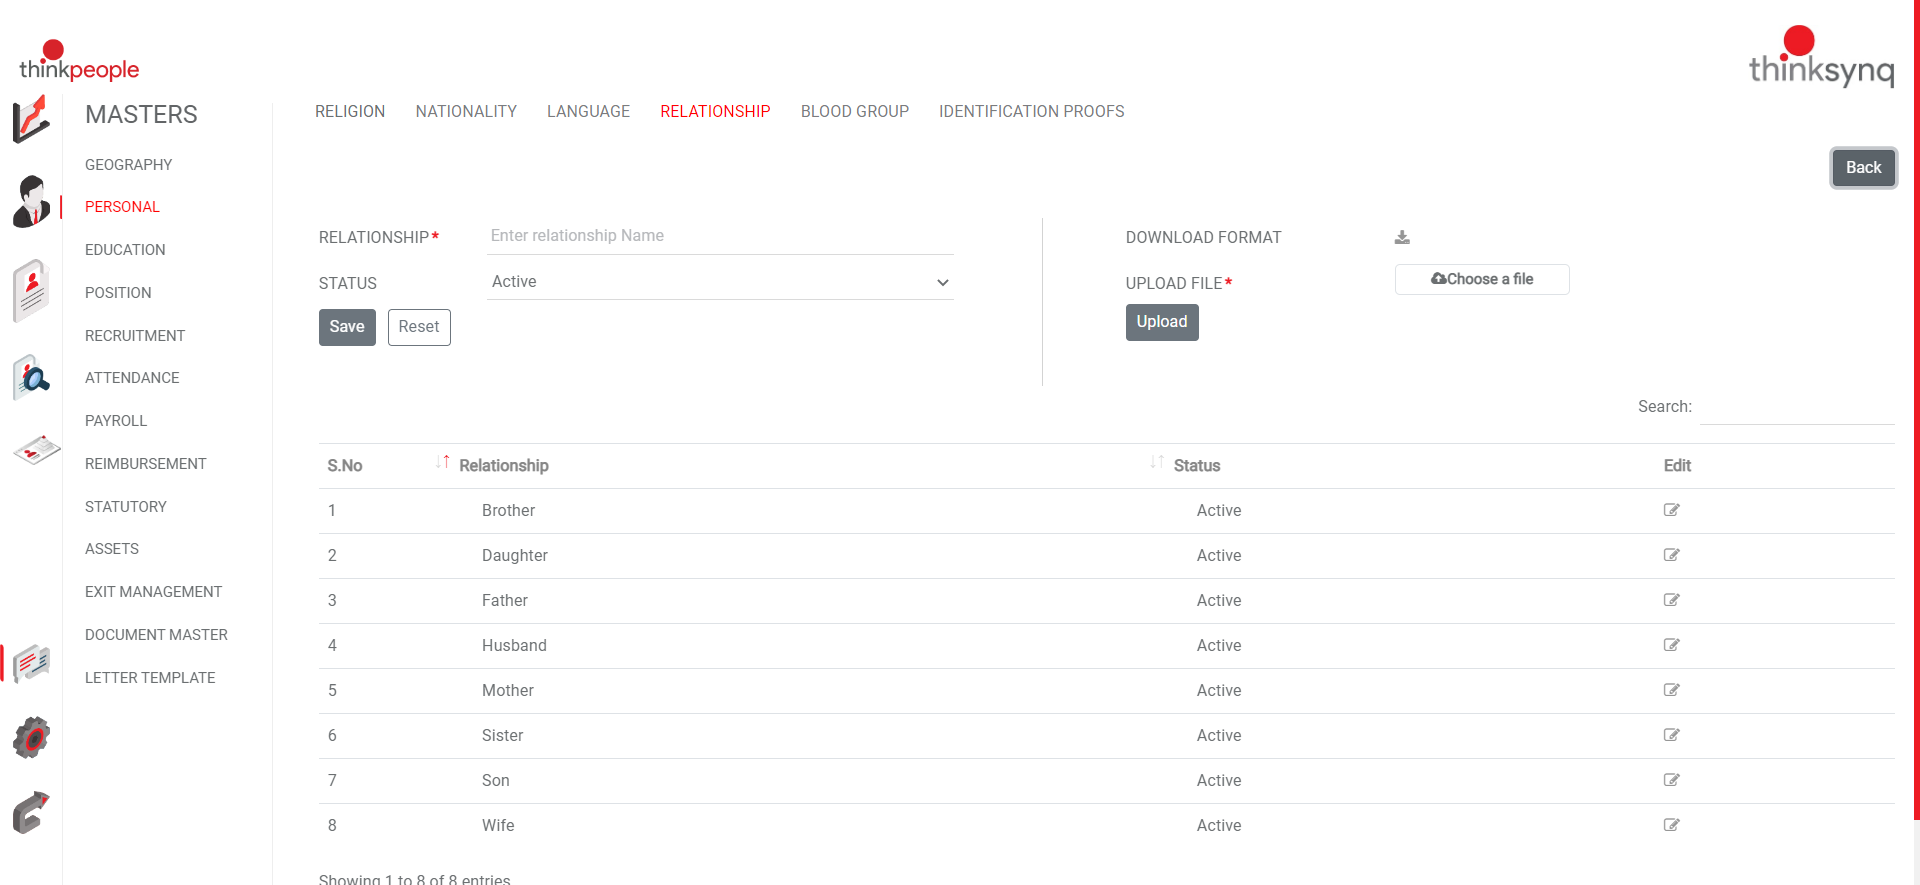 thinkpeople
thinksynq
MASTERS
RELIGION NATIONALITY LANGUAGE RELATIONSHIP BLOOD GROUP IDENTIFICATION PROOFS
GEOGRAPHY
PERSONAL
EDUCATION
POSITION
RECRUITMENT
ATTENDANCE
PAYROLL
REIMBURSEMENT
STATUTORY
ASSETS
EXIT MANAGEMENT
DOCUMENT MASTER
LETTER TEMPLATE
Back
RELATIONSHIP* Enter relationship Name
STATUS Active
Save Reset
DOWNLOAD FORMAT
UPLOAD FILE* Choose a file
Upload
Search:
S.No Relationship Status Edit
1 Brother Active
2 Daughter Active
3 Father Active
4 Husband Active
5 Mother Active
6 Sister Active
7 Son Active
8 Wife Active
Showing 1 to 8 of 8 entries